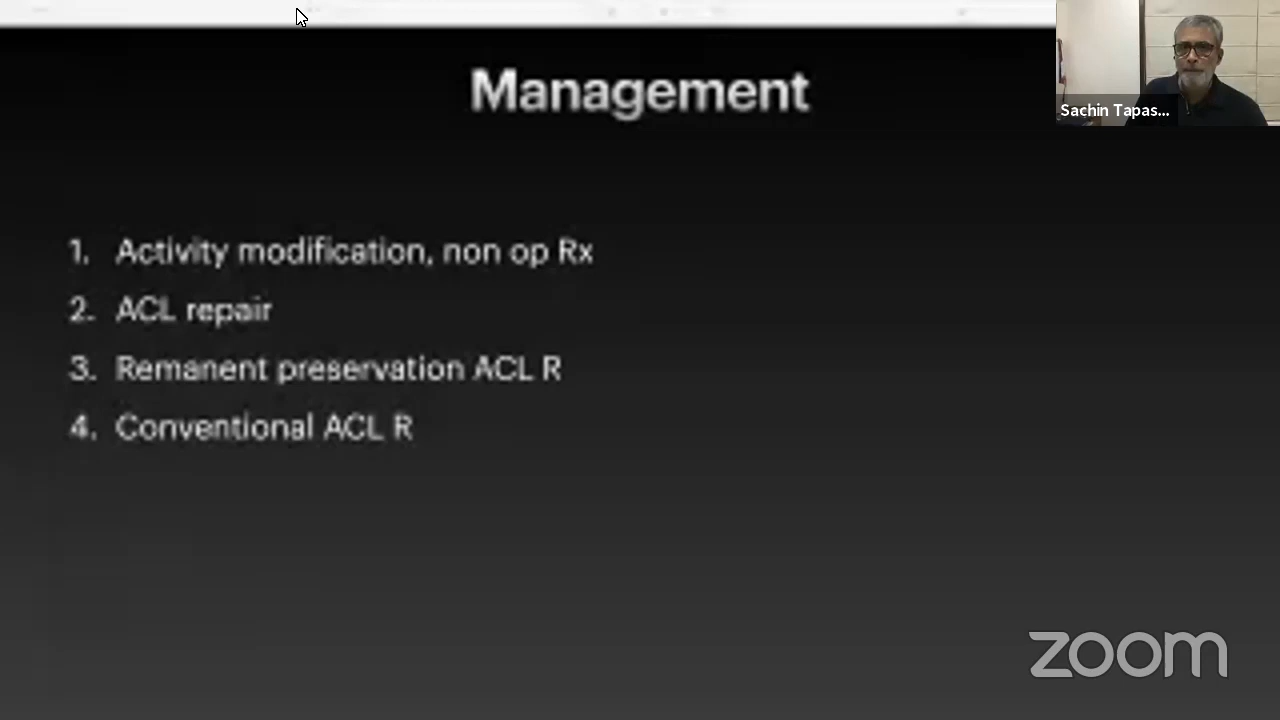 Management
Sachin Tapas...
1. Activity modification, non op Rx
2. ACL repair
3. Remanent preservation ACL R
4. Conventional ACL R
zoom